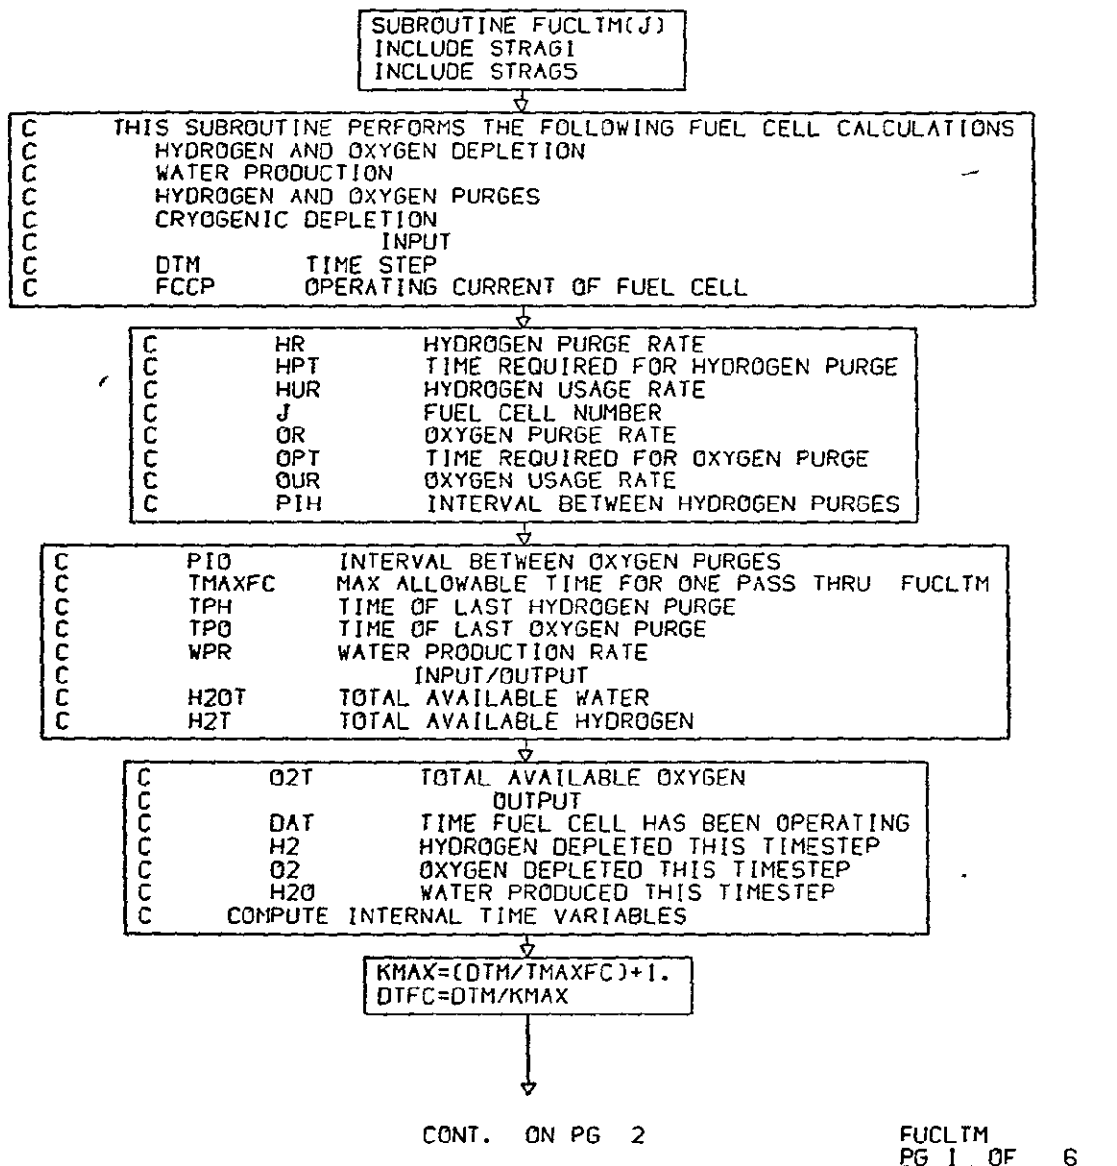 SUBROUTINE FUCLTM(J)
INCLUDE STRAG1
INCLUDE STRAG5
C THIS SUBROUTINE PERFORMS THE FOLLOWING FUEL CELL CALCULATIONS
C HYDROGEN AND OXYGEN DEPLETION
C WATER PRODUCTION
C HYDROGEN AND OXYGEN PURGES
C CRYOGENIC DEPLETION
C INPUT
C DTM TIME STEP
C FCCP OPERATING CURRENT OF FUEL CELL
C HR HYDROGEN PURGE RATE
C HPT TIME REQUIRED FOR HYDROGEN PURGE
C HUR HYDROGEN USAGE RATE
C J FUEL CELL NUMBER
C OR OXYGEN PURGE RATE
C OPT TIME REQUIRED FOR OXYGEN PURGE
C OUR OXYGEN USAGE RATE
C PIH INTERVAL BETWEEN HYDROGEN PURGES
C PIO INTERVAL BETWEEN OXYGEN PURGES
C TMAXFC MAX ALLOWABLE TIME FOR ONE PASS THRU FUCLTM
C TPH TIME OF LAST HYDROGEN PURGE
C TPO TIME OF LAST OXYGEN PURGE
C WPR WATER PRODUCTION RATE
C INPUT/OUTPUT
C H2OT TOTAL AVAILABLE WATER
C H2T TOTAL AVAILABLE HYDROGEN
C O2T TOTAL AVAILABLE OXYGEN
C OUTPUT
C OAT TIME FUEL CELL HAS BEEN OPERATING
C H2 HYDROGEN DEPLETED THIS TIMESTEP
C O2 OXYGEN DEPLETED THIS TIMESTEP
C H2O WATER PRODUCED THIS TIMESTEP
C COMPUTE INTERNAL TIME VARIABLES
KMAX=(DTM/TMAXFC)+1.
DTFC=DTM/KMAX
CONT. ON PG 2
FUCLTM
PG 1 OF 6